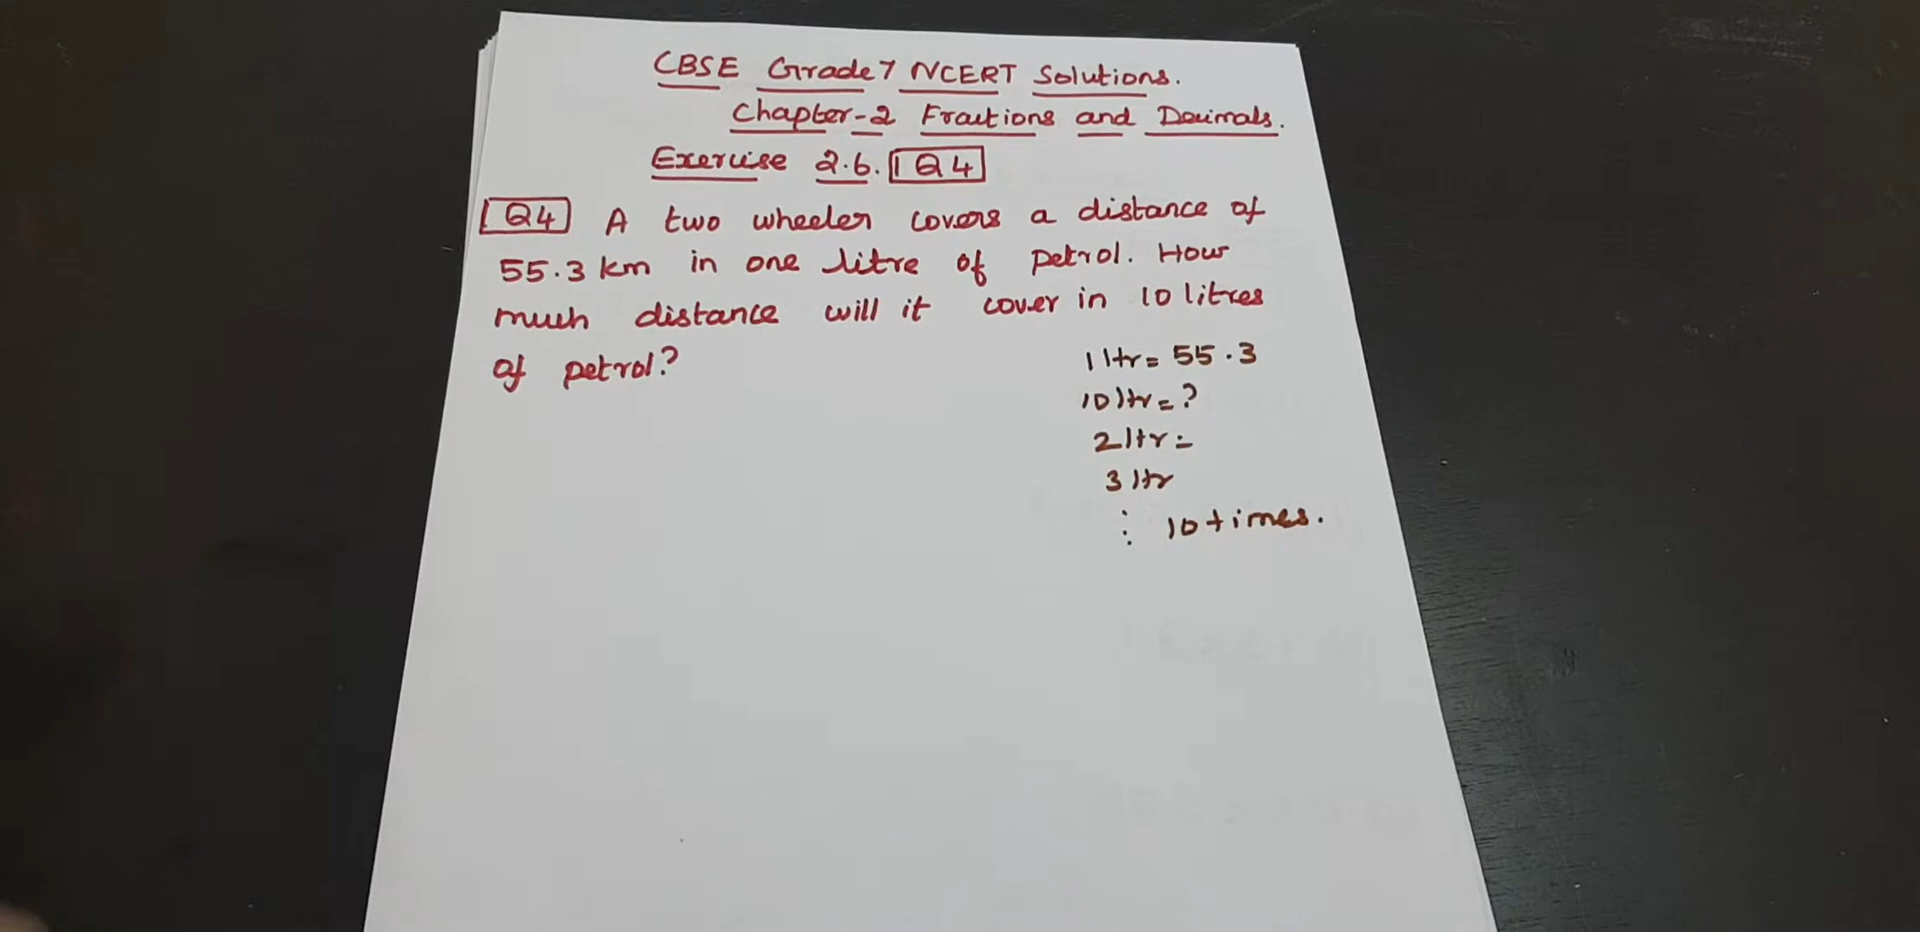 CBSE Grade 7 NCERT Solutions.
Chapter-2 Fractions and Decimals.
Exercise 2.6. Q4
Q4 A two wheeler covers a distance of
55.3 km in one litre of petrol. How
much distance will it cover in 10 litres
of petrol?
1 ltr = 55.3
10 ltr = ?
2 ltr =
3 ltr
⋮ 10 times.